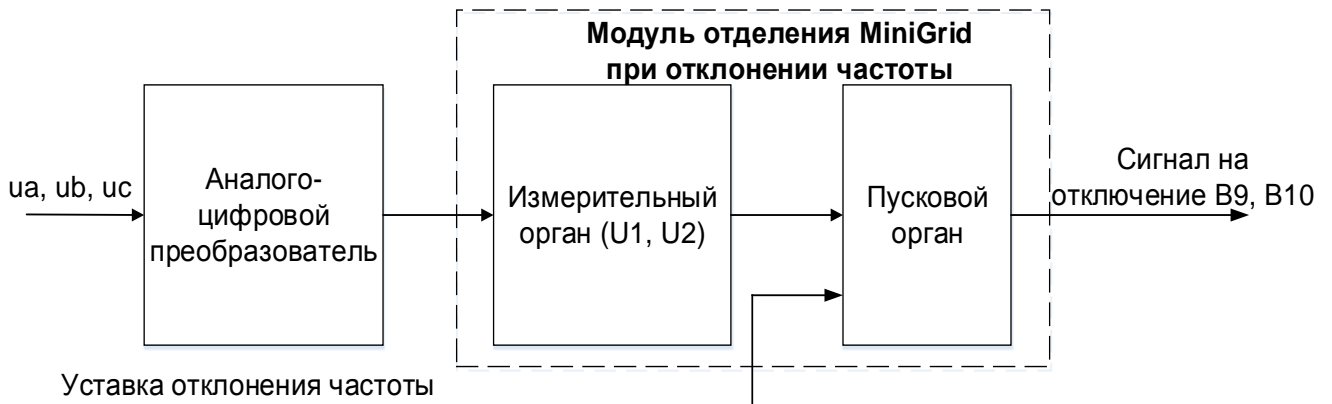 Модуль отделения MiniGrid
при отклонении частоты
ua, ub, uc
Аналого-
цифровой
преобразователь
Измерительный
орган (U1, U2)
Пусковой
орган
Сигнал на
отключение В9, В10
Уставка отклонения частоты